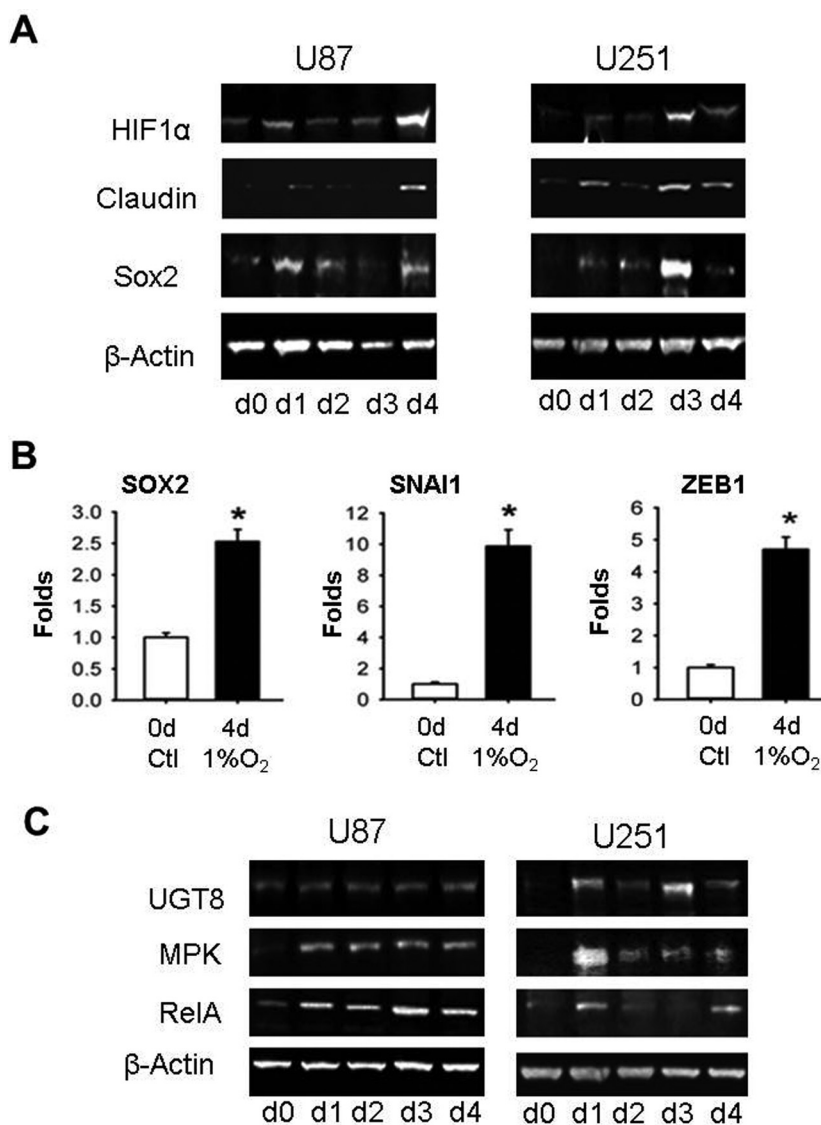 A
U87 U251
HIF1α
Claudin
Sox2
β-Actin
d0 d1 d2 d3 d4 d0 d1 d2 d3 d4
B
SOX2 SNAI1 ZEB1
Folds
3.0
2.5
2.0
1.5
1.0
0.5
0.0
*
0d 4d
Ctl 1%O₂
Folds
12
10
8
6
4
2
0
*
0d 4d
Ctl 1%O₂
Folds
6
5
4
3
2
1
0
*
0d 4d
Ctl 1%O₂
C
U87 U251
UGT8
MPK
RelA
β-Actin
d0 d1 d2 d3 d4 d0 d1 d2 d3 d4